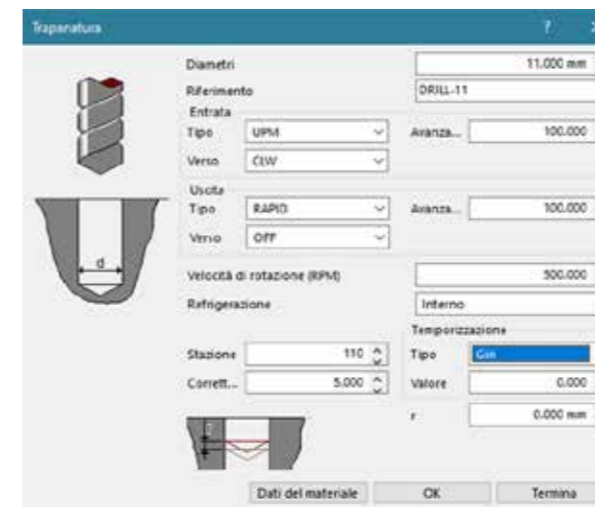 Trapanatura ?
Diametri 11.000 mm
Riferimento DRILL-11
Entrata
Tipo UPM Avanza... 100.000
Verso CLW
Uscita
Tipo RAPID Avanza... 100.000
Verso OFF
d
Velocità di rotazione (RPM) 500.000
Refrigerazione Interno
Temporizzazione
Stazione 110 Tipo Giri
Corrett... 5.000 Valore 0.000
r 0.000 mm
Dati del materiale OK Termina